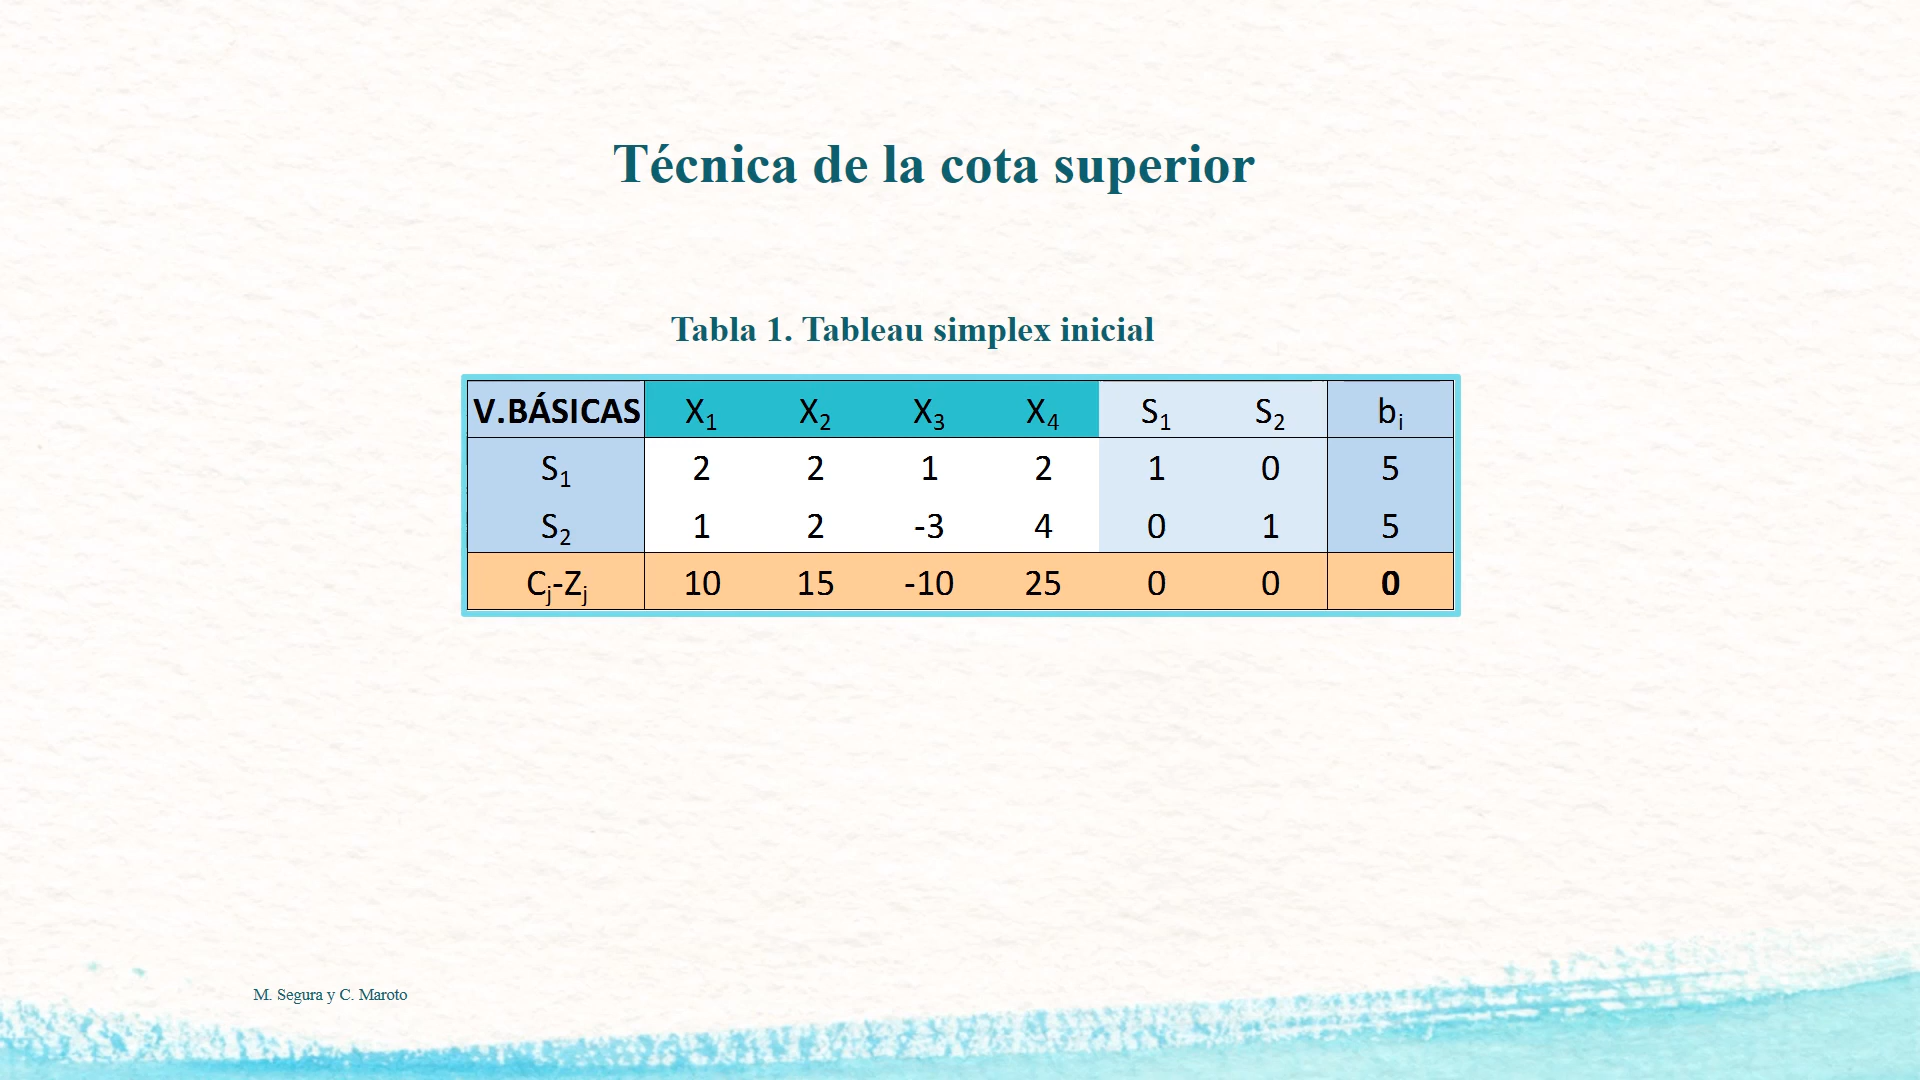 Técnica de la cota superior
Tabla 1. Tableau simplex inicial
V.BÁSICAS X1 X2 X3 X4 S1 S2 bi
S1 2 2 1 2 1 0 5
S2 1 2 -3 4 0 1 5
Cj-Zj 10 15 -10 25 0 0 0
M. Segura y C. Maroto